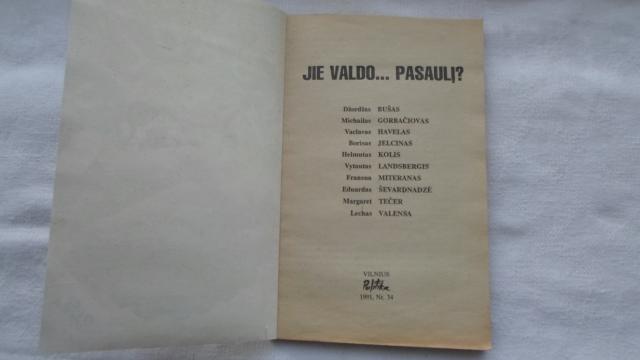 JIE VALDO... PASAULĮ?
Džordžas BUŠAS
Michailas GORBAČIOVAS
Vaclavas HAVELAS
Borisas JELCINAS
Helmutas KOLIS
Vytautas LANDSBERGIS
Fransua MITERANAS
Eduardas ŠEVARDNADZĖ
Margaret TEČER
Lechas VALENSA
VILNIUS
Politika
1991, Nr. 34